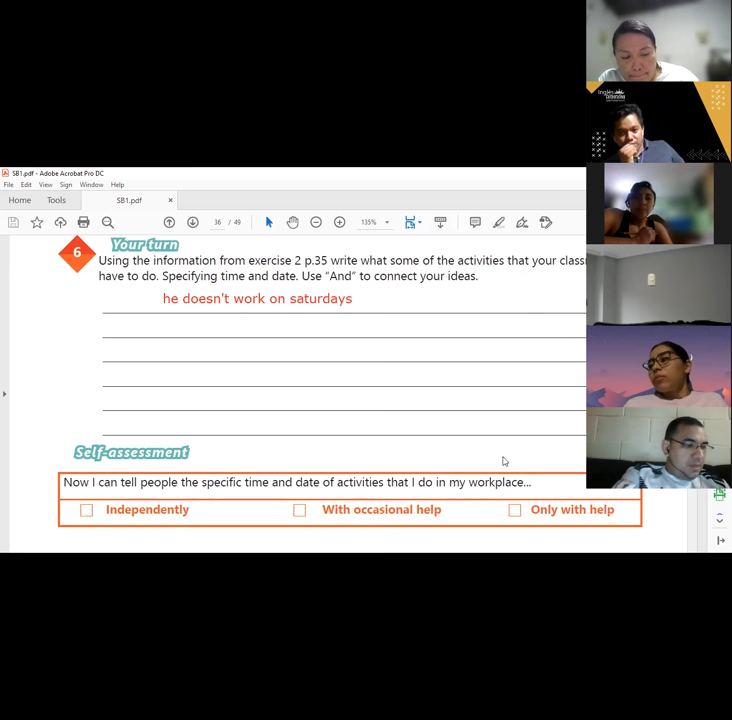 SB1.pdf - Adobe Acrobat Pro DC
File Edit View Sign Window Help
Home Tools SB1.pdf ×
36 / 49 135%
6 Your turn
Using the information from exercise 2 p.35 write what some of the activities that your class
have to do. Specifying time and date. Use “And” to connect your ideas.
he doesn't work on saturdays
Self-assessment
Now I can tell people the specific time and date of activities that I do in my workplace...
Independently With occasional help Only with help